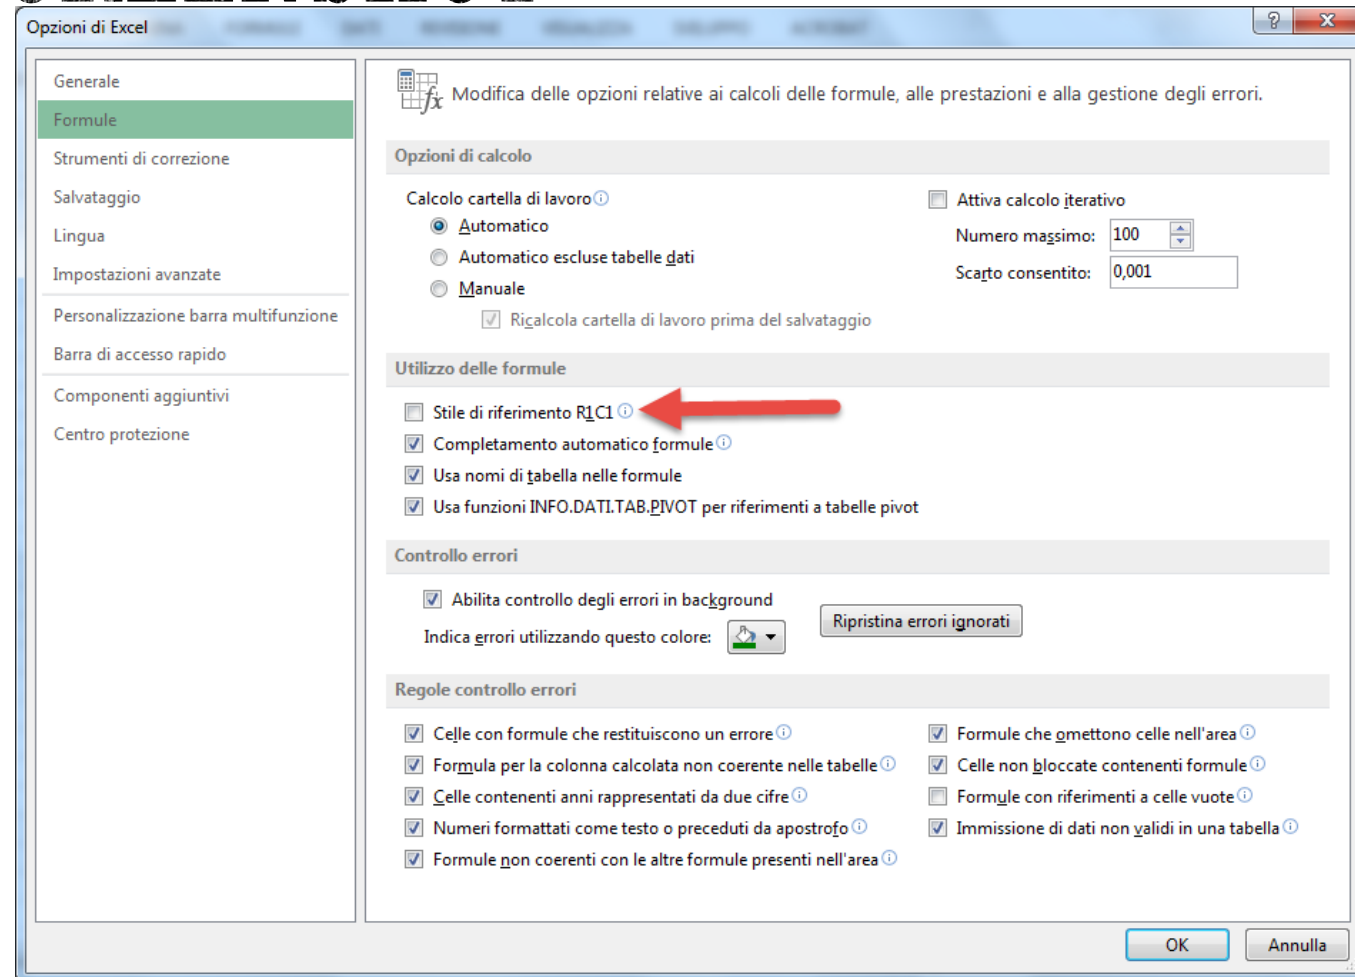 Opzioni di Excel
Generale
Formule
Strumenti di correzione
Salvataggio
Lingua
Impostazioni avanzate
Personalizzazione barra multifunzione
Barra di accesso rapido
Componenti aggiuntivi
Centro protezione
Modifica delle opzioni relative ai calcoli delle formule, alle prestazioni e alla gestione degli errori.
Opzioni di calcolo
Calcolo cartella di lavoro
Automatico
Automatico escluse tabelle dati
Manuale
Ricalcola cartella di lavoro prima del salvataggio
Attiva calcolo iterativo
Numero massimo: 100
Scarto consentito: 0,001
Utilizzo delle formule
Stile di riferimento R1C1
Completamento automatico formule
Usa nomi di tabella nelle formule
Usa funzioni INFO.DATI.TAB.PIVOT per riferimenti a tabelle pivot
Controllo errori
Abilita controllo degli errori in background
Indica errori utilizzando questo colore:
Ripristina errori ignorati
Regole controllo errori
Celle con formule che restituiscono un errore
Formula per la colonna calcolata non coerente nelle tabelle
Celle contenenti anni rappresentati da due cifre
Numeri formattati come testo o preceduti da apostrofo
Formule non coerenti con le altre formule presenti nell'area
Formule che omettono celle nell'area
Celle non bloccate contenenti formule
Formule con riferimenti a celle vuote
Immissione di dati non validi in una tabella
OK
Annulla